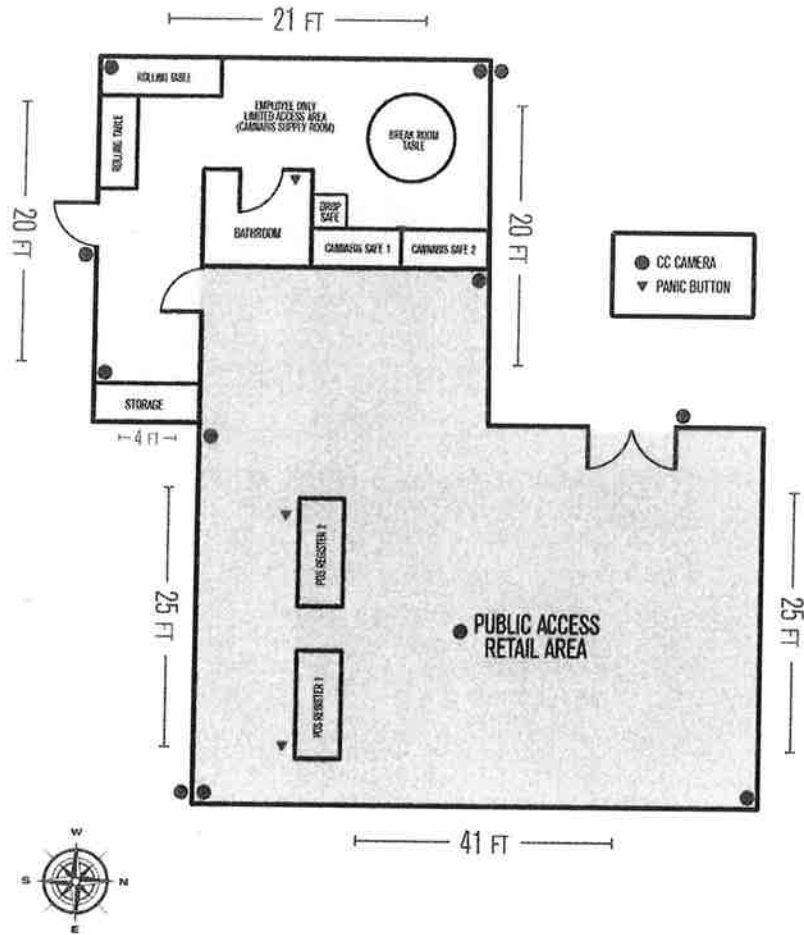 21 FT
ROLLING TABLE
ROLLING TABLE
EMPLOYEE ONLY
LIMITED ACCESS AREA
(CANNABIS SUPPLY ROOM)
BREAK ROOM
TABLE
20 FT
20 FT
DROP
SAFE
BATHROOM
CANNABIS SAFE 1
CANNABIS SAFE 2
CC CAMERA
PANIC BUTTON
STORAGE
4 FT
POS REGISTER 2
25 FT
25 FT
PUBLIC ACCESS
RETAIL AREA
POS REGISTER 1
41 FT
W
S
N
E